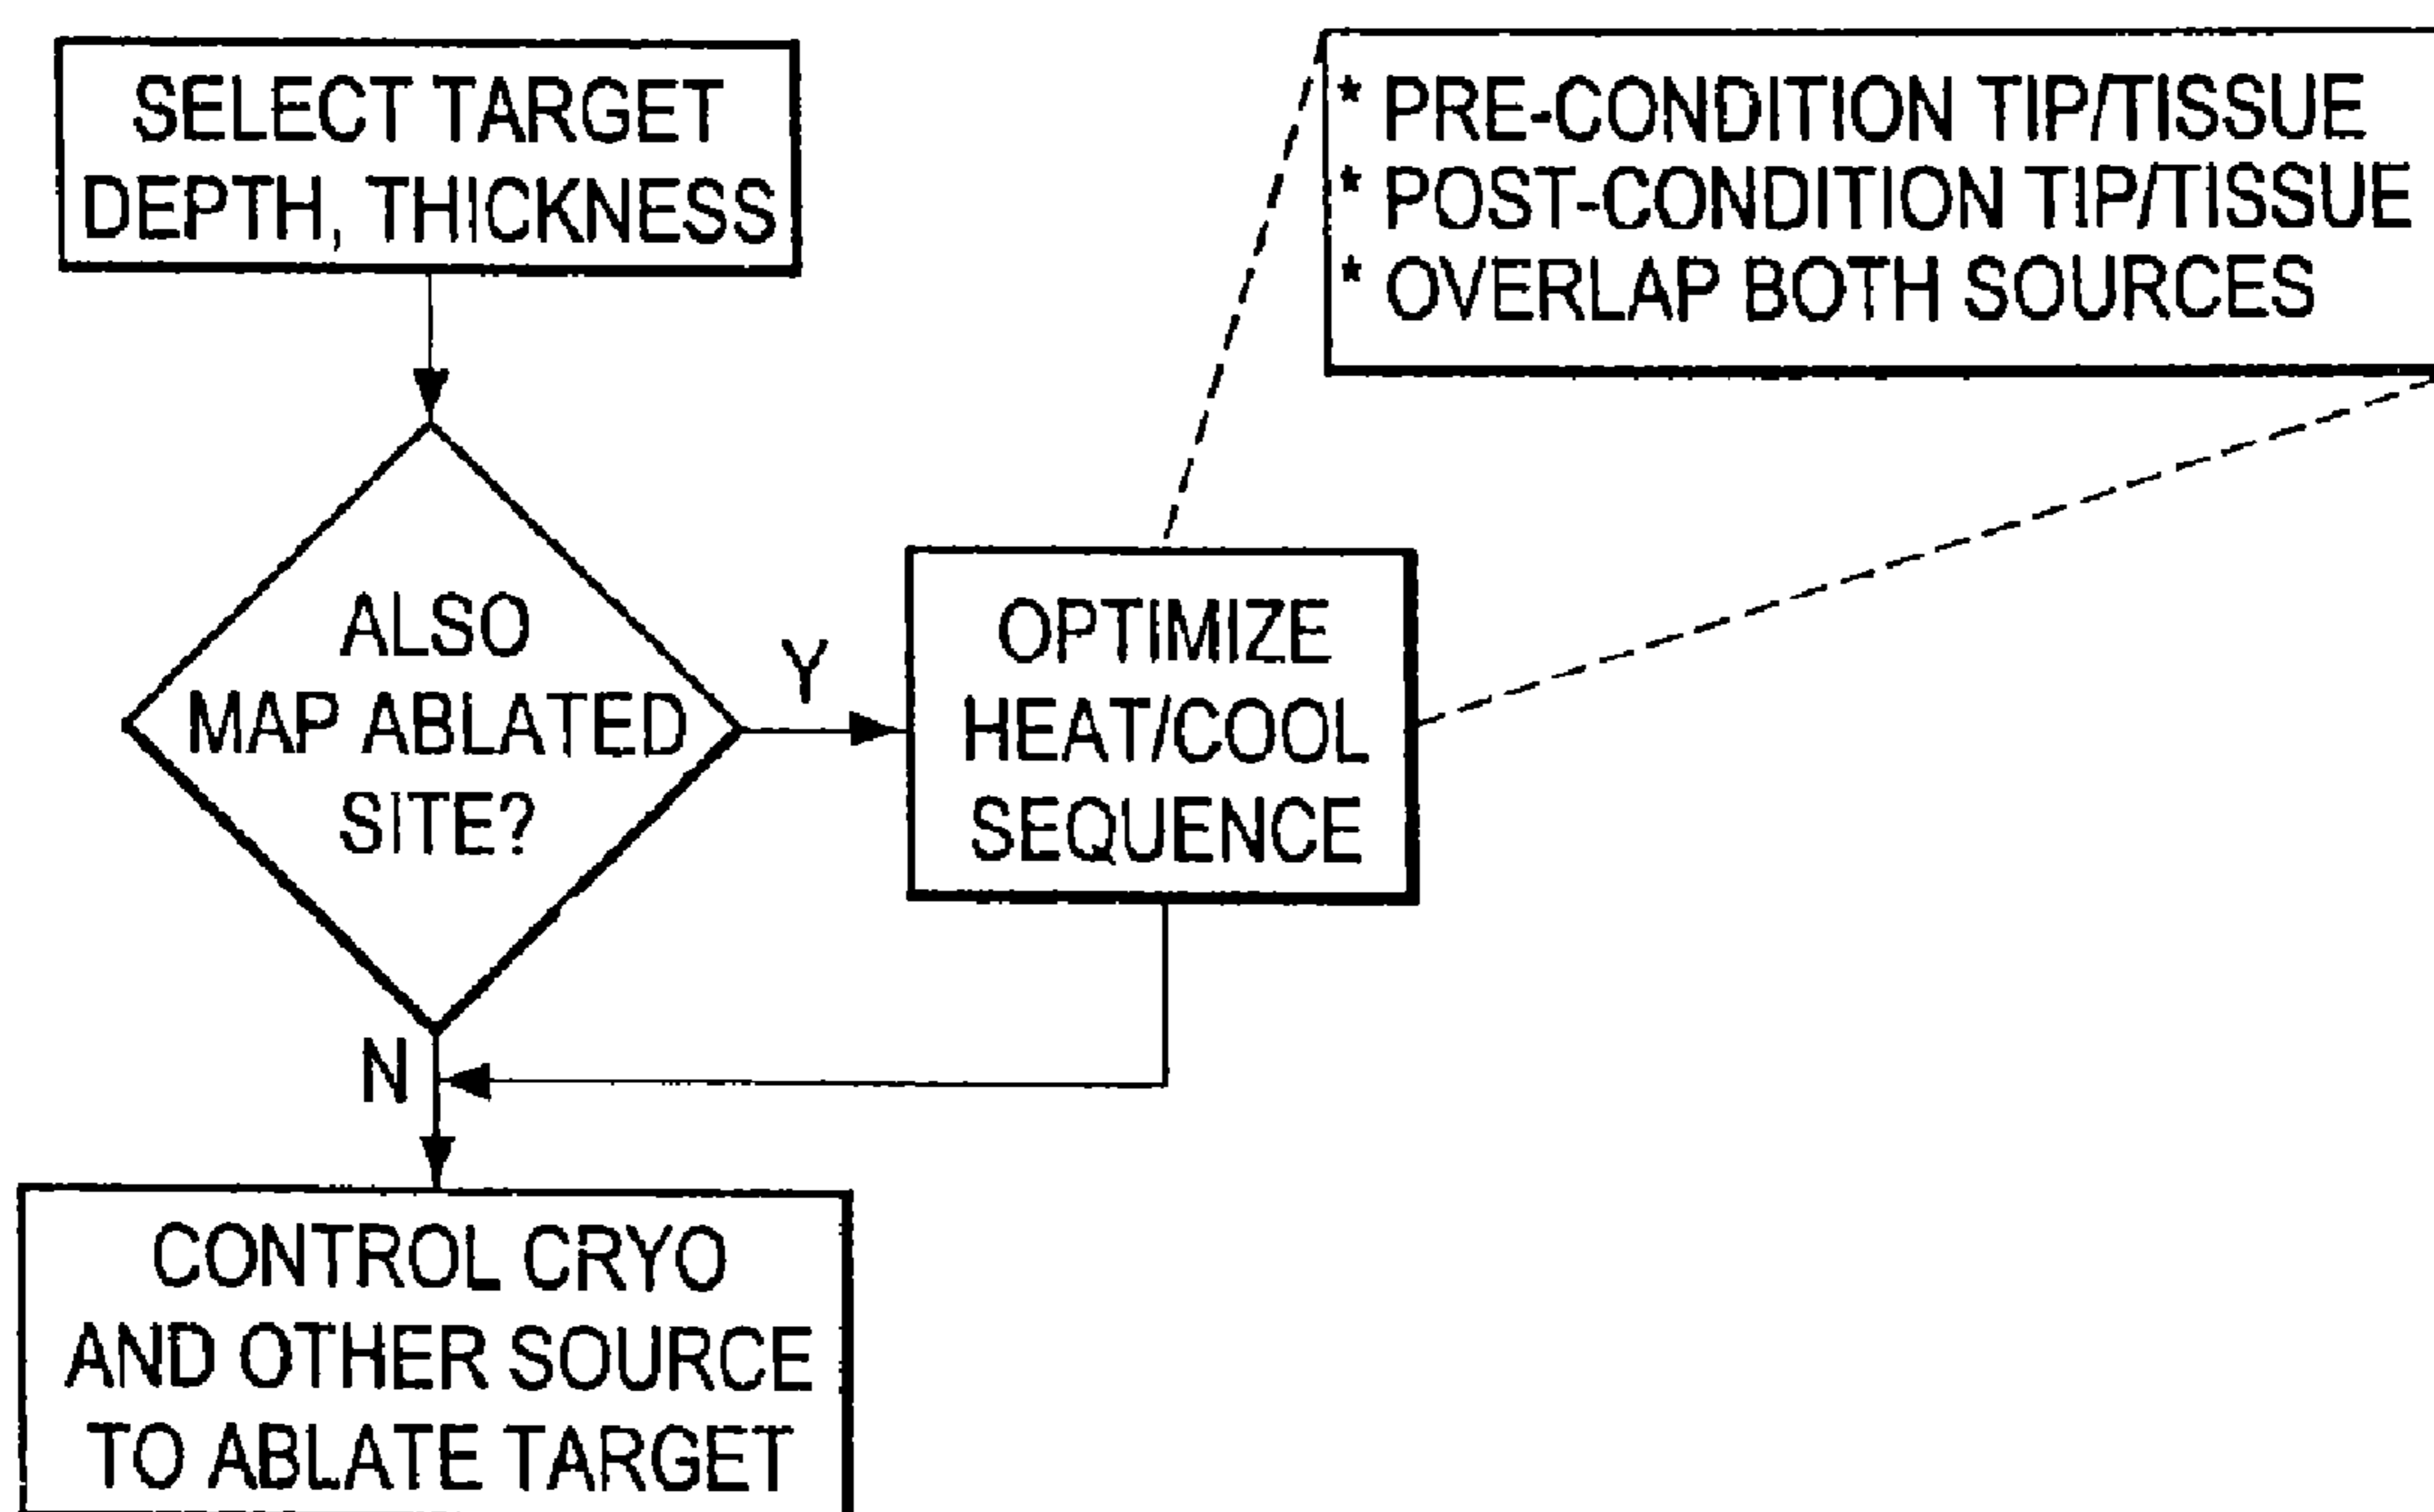 SELECT TARGET
DEPTH, THICKNESS
* PRE-CONDITION TIP/TISSUE
* POST-CONDITION TIP/TISSUE
* OVERLAP BOTH SOURCES
ALSO
MAP ABLATED
SITE?
Y
OPTIMIZE
HEAT/COOL
SEQUENCE
N
CONTROL CRYO
AND OTHER SOURCE
TO ABLATE TARGET